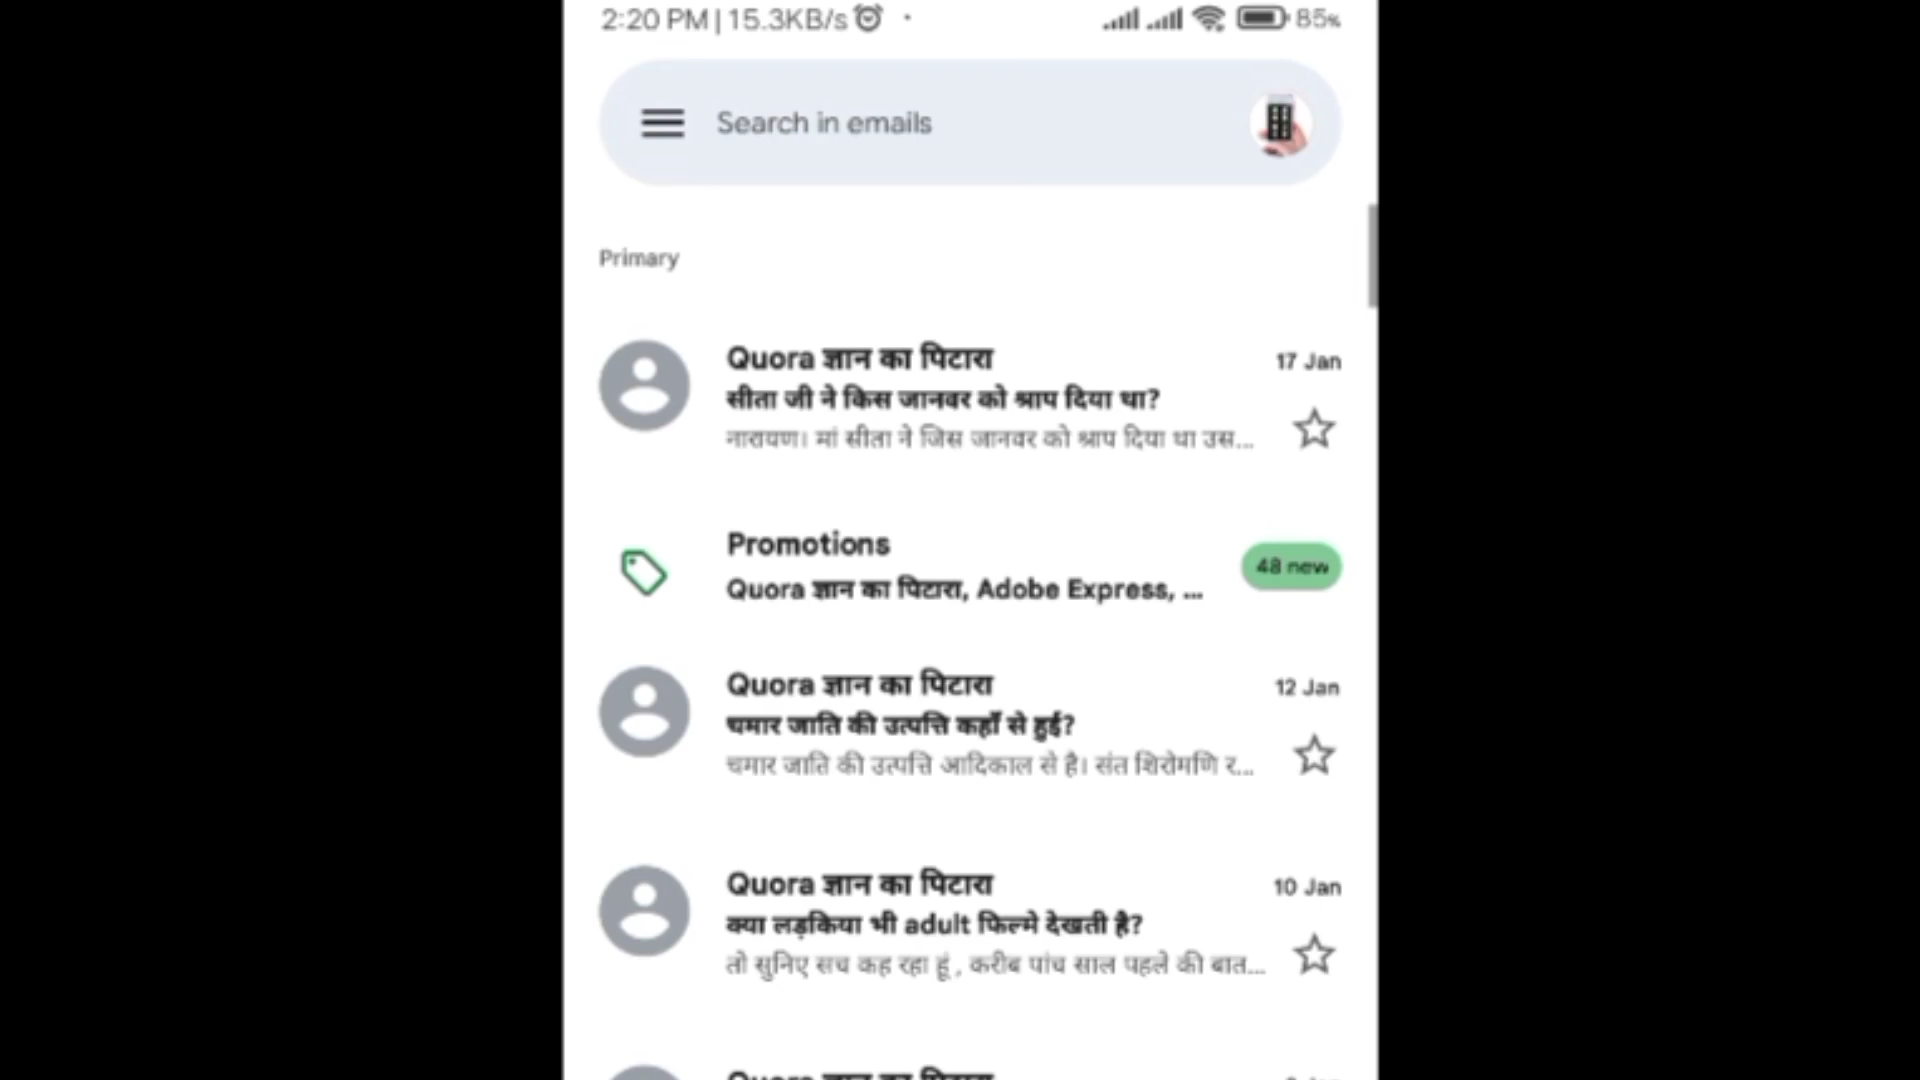 2:20 PM | 15.3KB/s
85%
Search in emails
Primary
Quora ज्ञान का पिटारा
17 Jan
सीता जी ने किस जानवर को श्राप दिया था?
नारायण। मां सीता ने जिस जानवर को श्राप दिया था उस...
Promotions
48 new
Quora ज्ञान का पिटारा, Adobe Express, ...
Quora ज्ञान का पिटारा
12 Jan
चमार जाति की उत्पत्ति कहाँ से हुई?
चमार जाति की उत्पत्ति आदिकाल से है। संत शिरोमणि र...
Quora ज्ञान का पिटारा
10 Jan
क्या लड़किया भी adult फिल्मे देखती है?
तो सुनिए सच कह रहा हूं , करीब पांच साल पहले की बात...
Quora ज्ञान का पिटारा